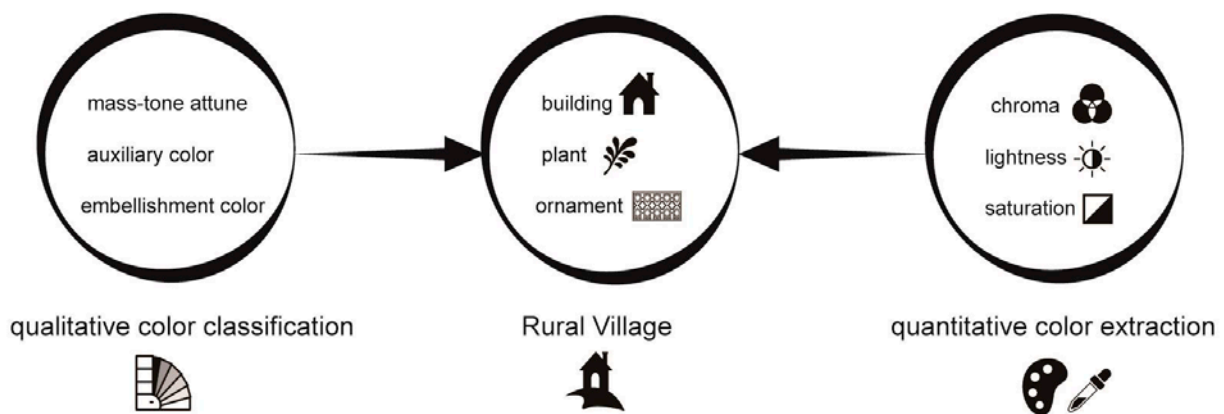 mass-tone attune
auxiliary color
embellishment color
qualitative color classification
building
plant
ornament
Rural Village
chroma
lightness
saturation
quantitative color extraction